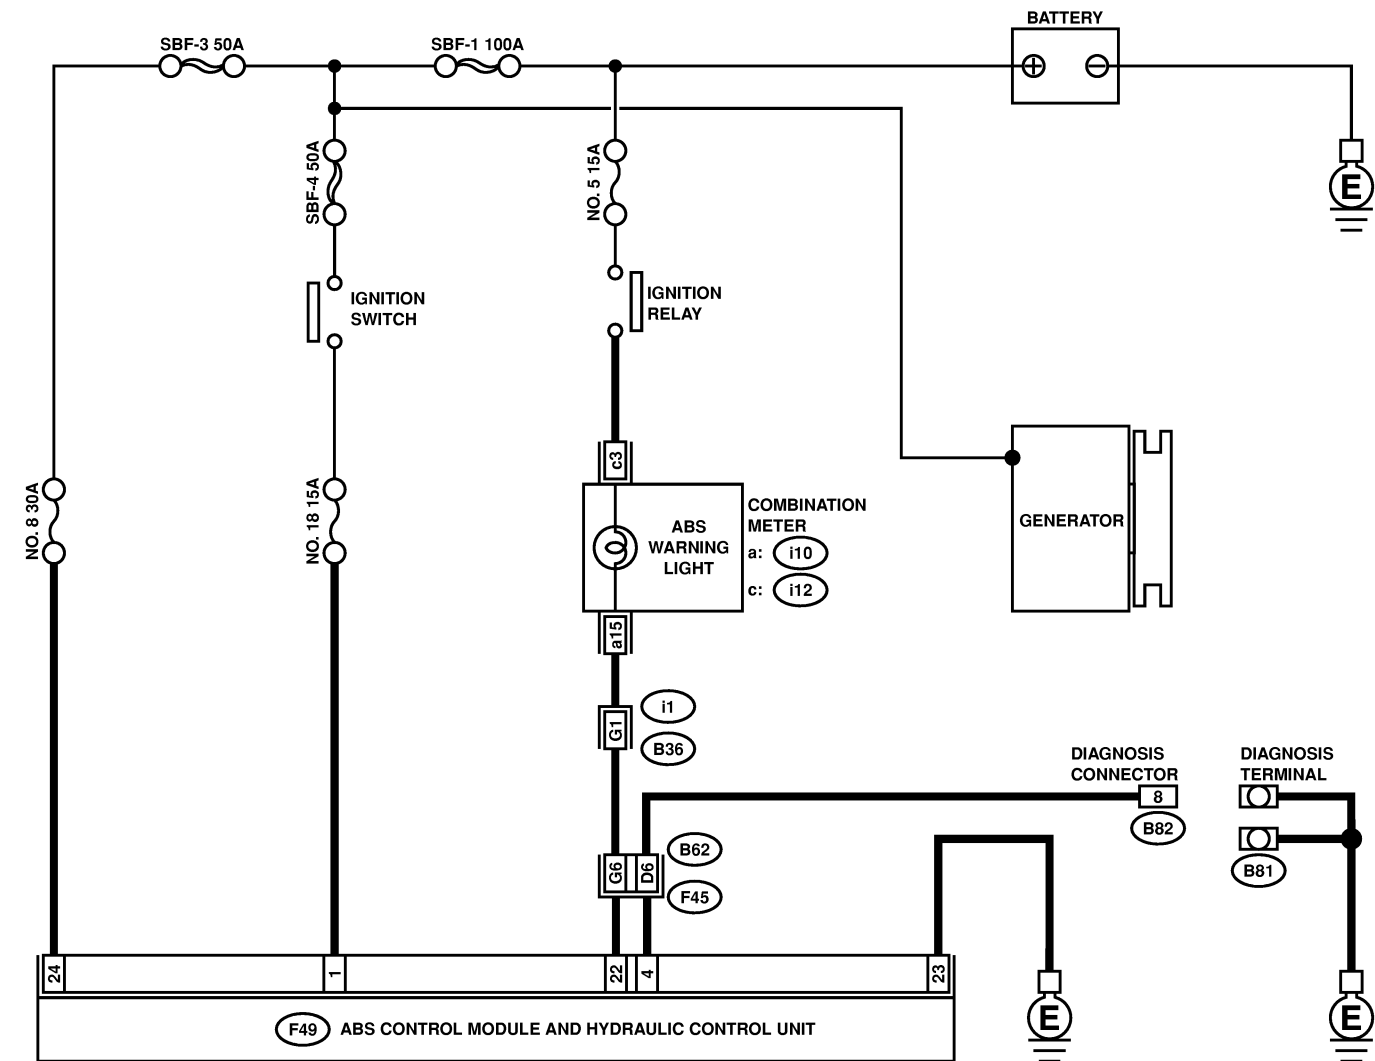 BATTERY
SBF-3 50A
SBF-1 100A
SBF-4 50A
NO. 5 15A
E
IGNITION
SWITCH
IGNITION
RELAY
c3
NO. 8 30A
NO. 18 15A
ABS
WARNING
LIGHT
COMBINATION
METER
a: i10
c: i12
GENERATOR
a15
i1
G1
B36
DIAGNOSIS
CONNECTOR
8
B82
DIAGNOSIS
TERMINAL
B81
B62
G6 D6
F45
24 1 22 4 23
E
E
F49 ABS CONTROL MODULE AND HYDRAULIC CONTROL UNIT